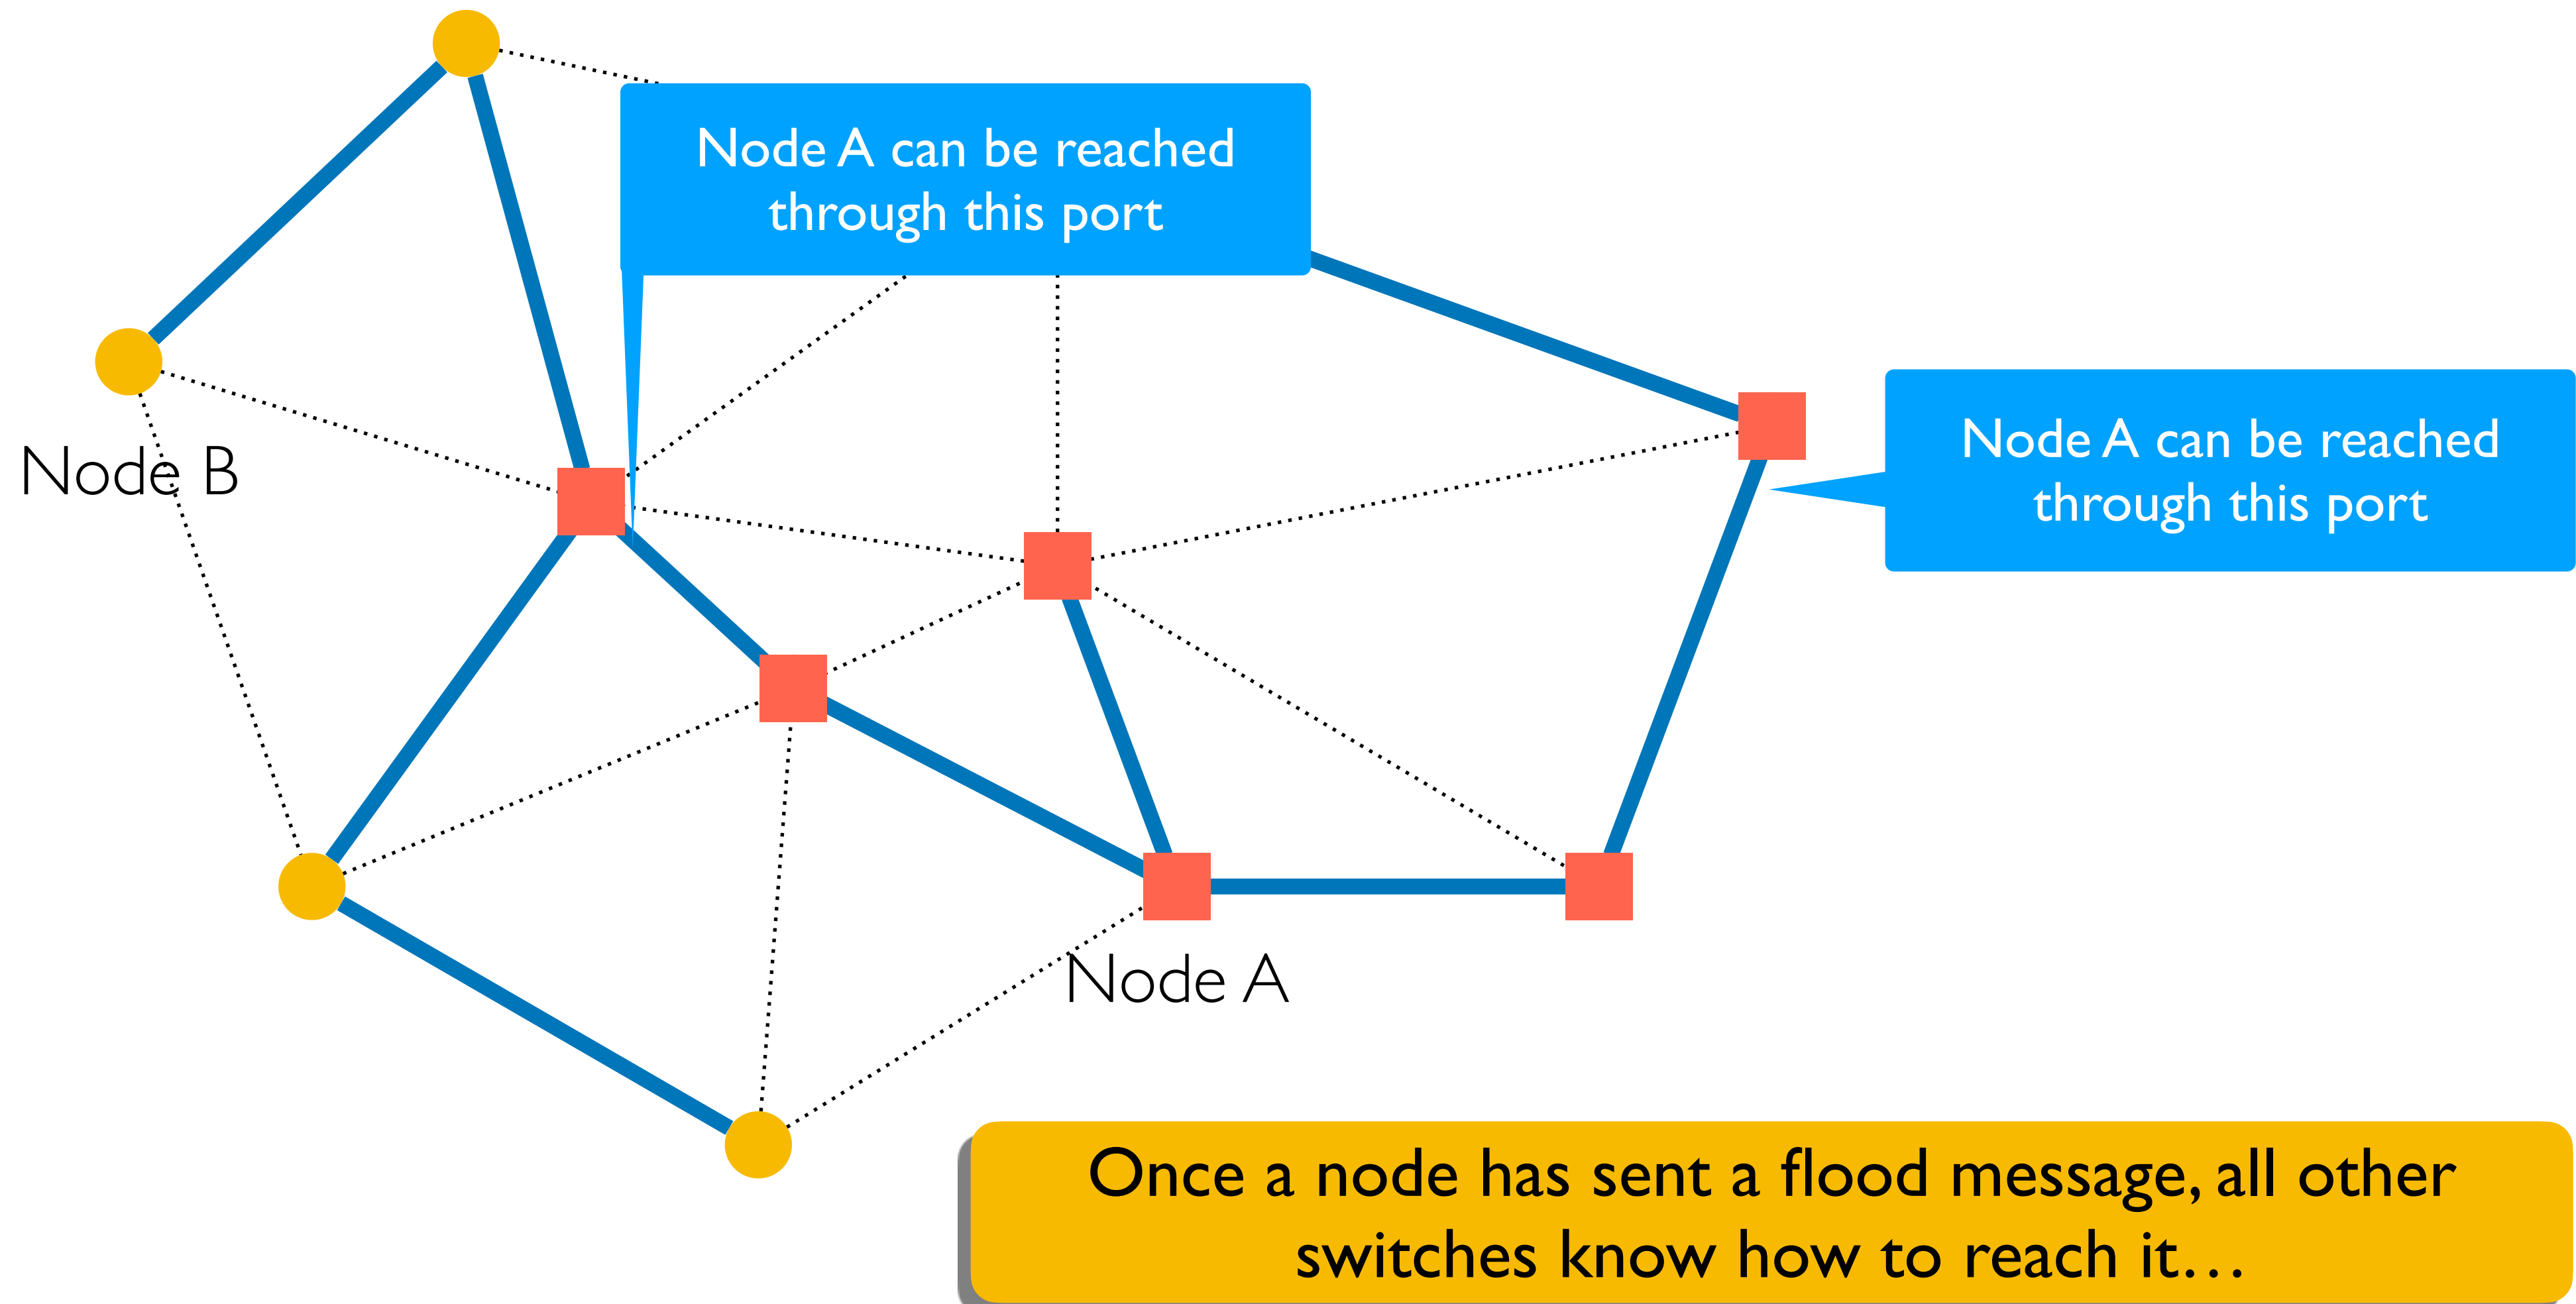 Node A can be reached
through this port
Node A can be reached
through this port
Node B
Node A
Once a node has sent a flood message, all other
switches know how to reach it…